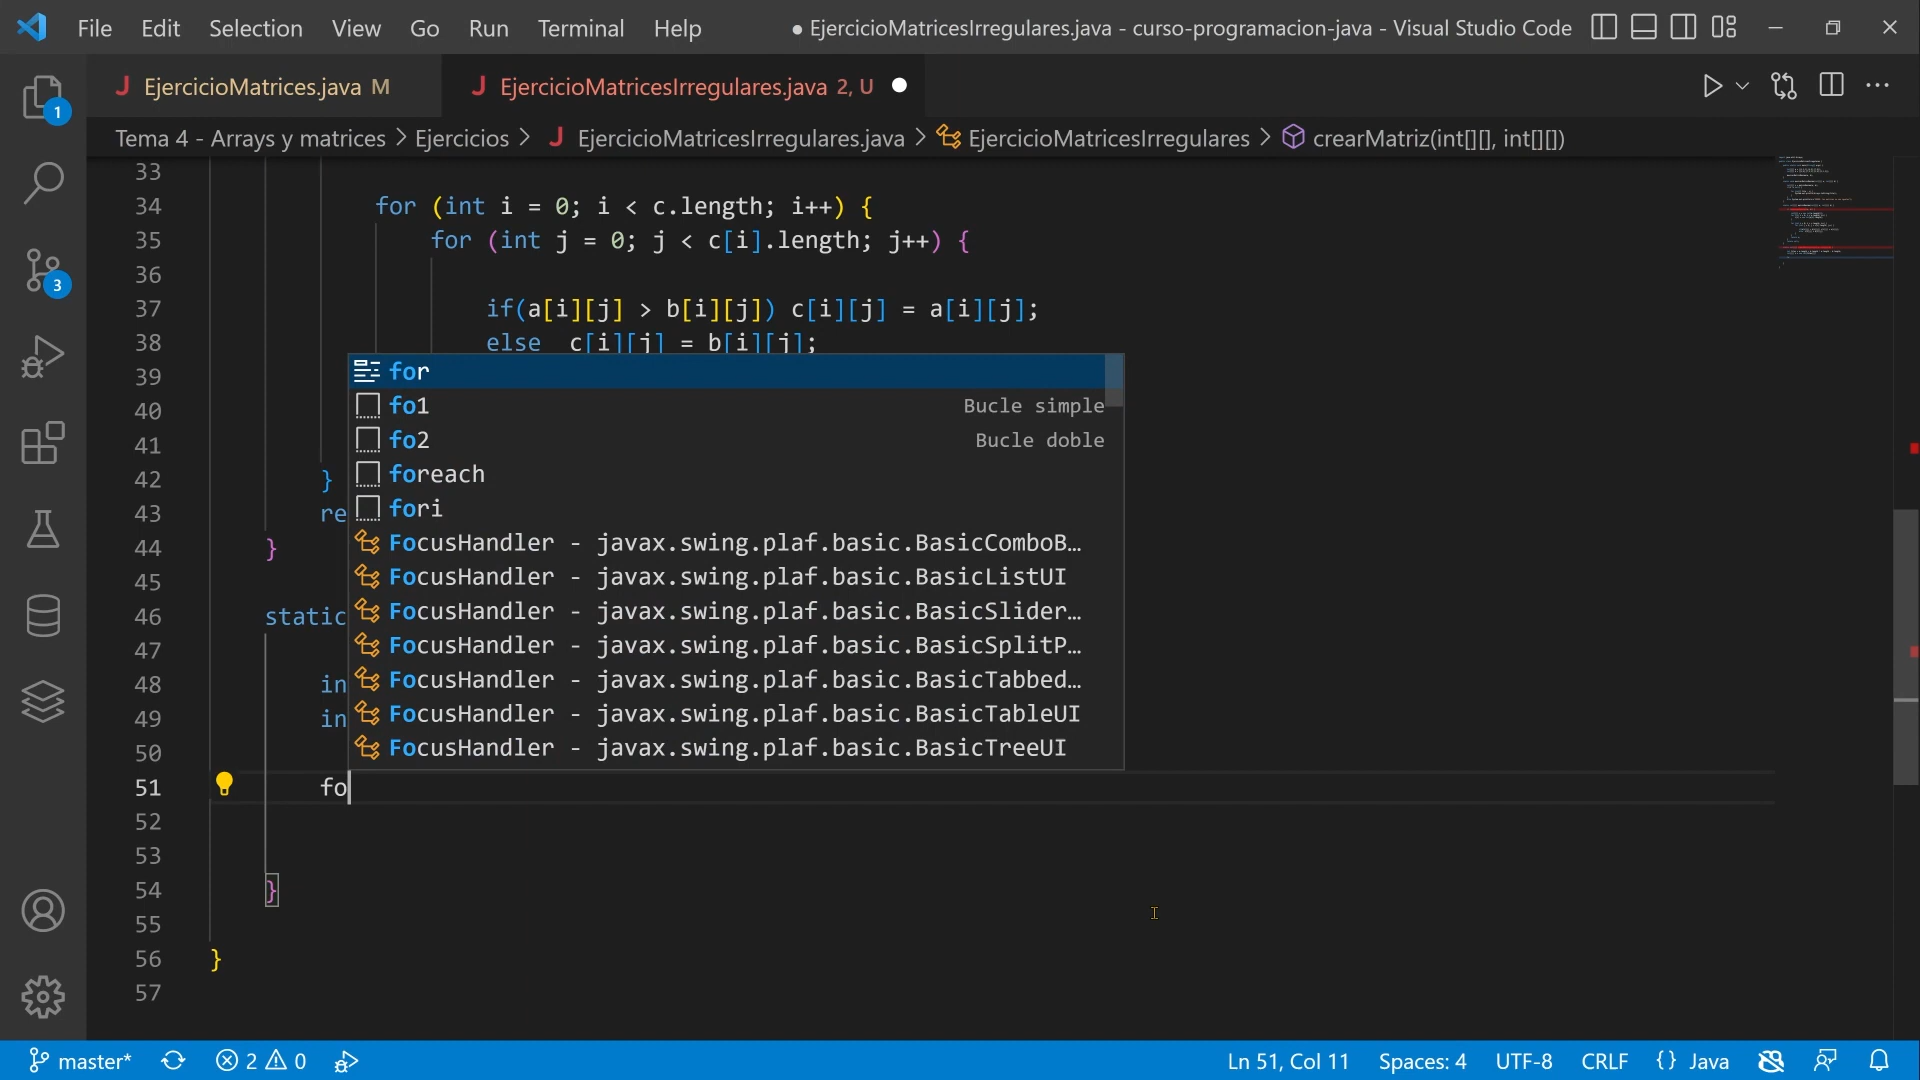 File Edit Selection View Go Run Terminal Help ● EjercicioMatricesIrregulares.java - curso-programacion-java - Visual Studio Code
EjercicioMatrices.java M EjercicioMatricesIrregulares.java 2, U
Tema 4 - Arrays y matrices > Ejercicios > EjercicioMatricesIrregulares.java > EjercicioMatricesIrregulares > crearMatriz(int[][], int[][])
1
3
33
34 for (int i = 0; i < c.length; i++) {
35 for (int j = 0; j < c[i].length; j++) {
36
37 if(a[i][j] > b[i][j]) c[i][j] = a[i][j];
38 else c[i][j] = b[i][j];
39 for
40 fo1 Bucle simple
41 fo2 Bucle doble
42 } foreach
43 re fori
44 } FocusHandler - javax.swing.plaf.basic.BasicComboB…
45 FocusHandler - javax.swing.plaf.basic.BasicListUI
46 static FocusHandler - javax.swing.plaf.basic.BasicSlider…
47 FocusHandler - javax.swing.plaf.basic.BasicSplitP…
48 in FocusHandler - javax.swing.plaf.basic.BasicTabbed…
49 in FocusHandler - javax.swing.plaf.basic.BasicTableUI
50 FocusHandler - javax.swing.plaf.basic.BasicTreeUI
51 fo
52
53
54 }
55
56 }
57
master* 2 0 Ln 51, Col 11 Spaces: 4 UTF-8 CRLF {} Java